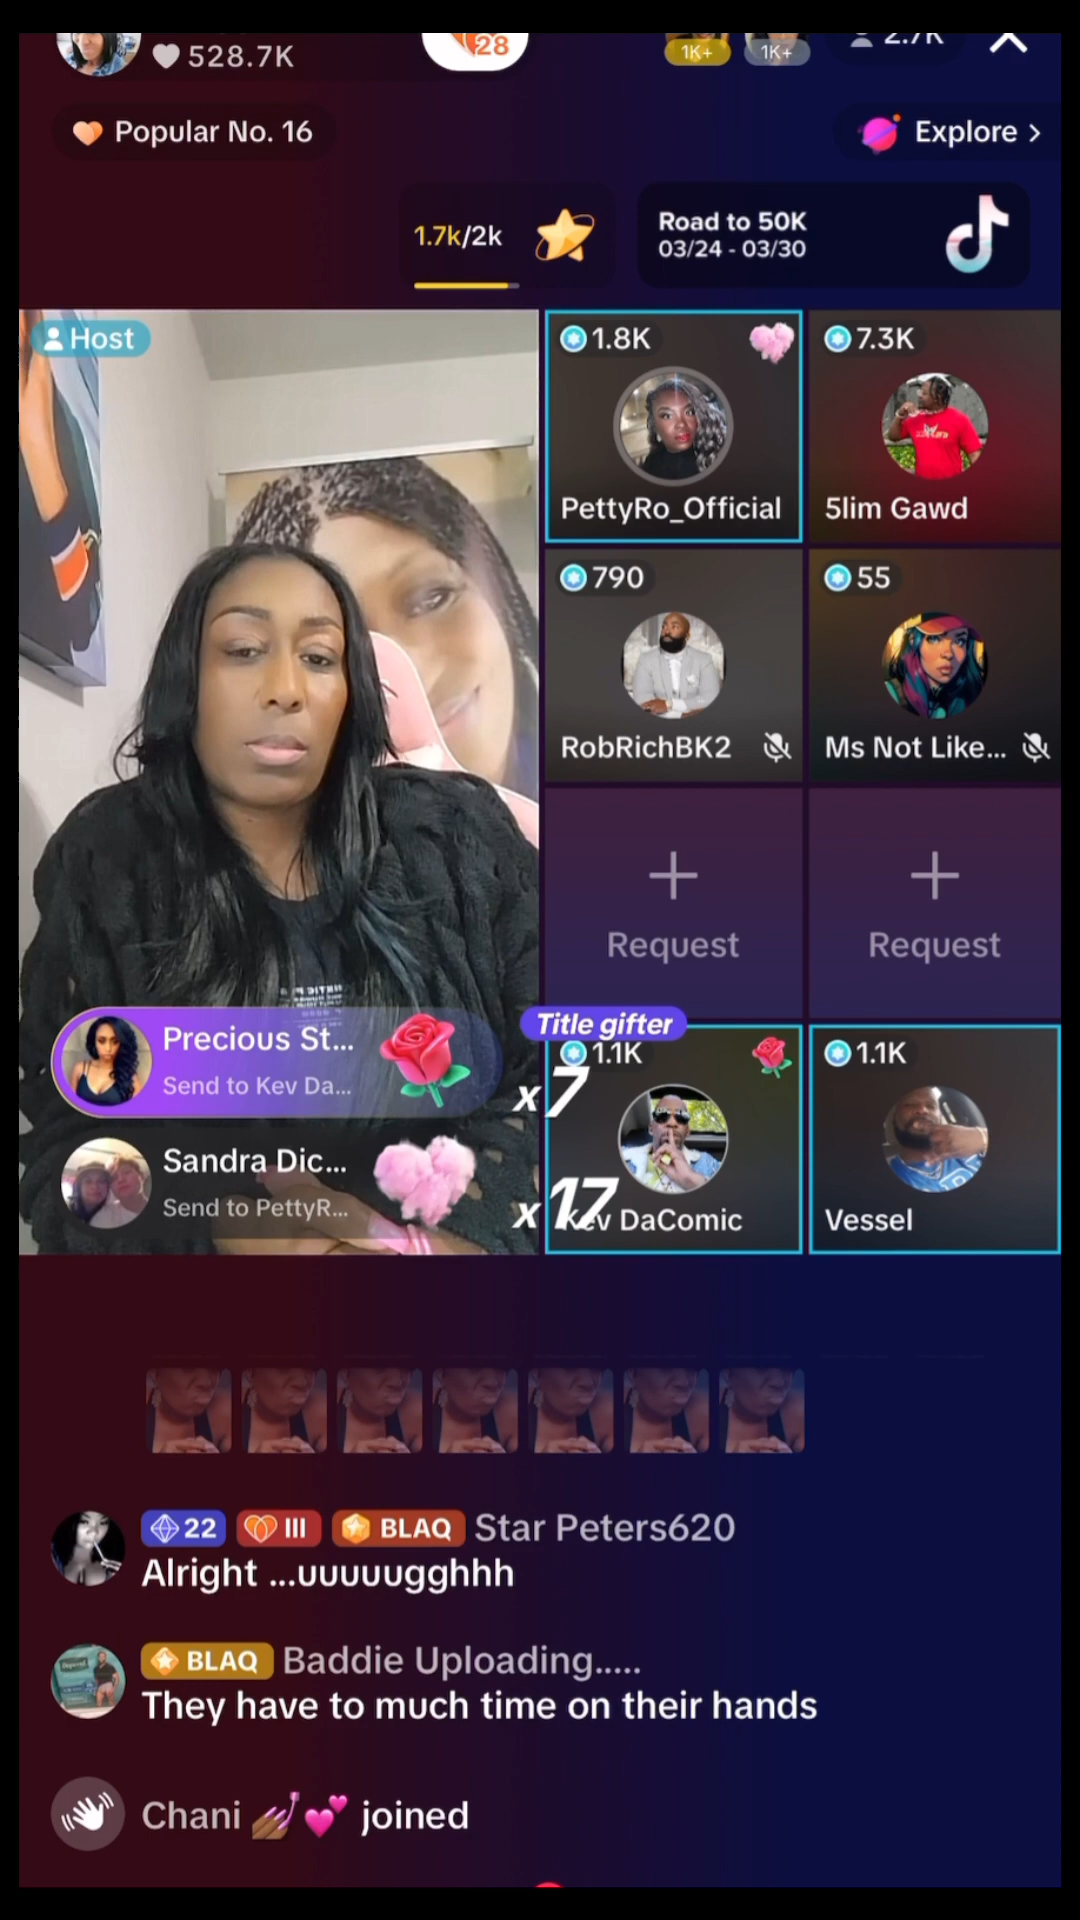 528.7K
28
1K+
1K+
2.7K
Popular No. 16
Explore >
1.7k/2k
Road to 50K
03/24 - 03/30
Host
1.8K
7.3K
PettyRo_Official
5lim Gawd
790
55
RobRichBK2
Ms Not Like...
Request
Request
Title gifter
Precious St...
Send to Kev Da...
x7
1.1K
1.1K
Sandra Dic...
Send to PettyR...
x17
Kev DaComic
Vessel
22 III BLAQ Star Peters620
Alright ...uuuuugghhh
BLAQ Baddie Uploading.....
They have to much time on their hands
Chani 💅🏾💕 joined